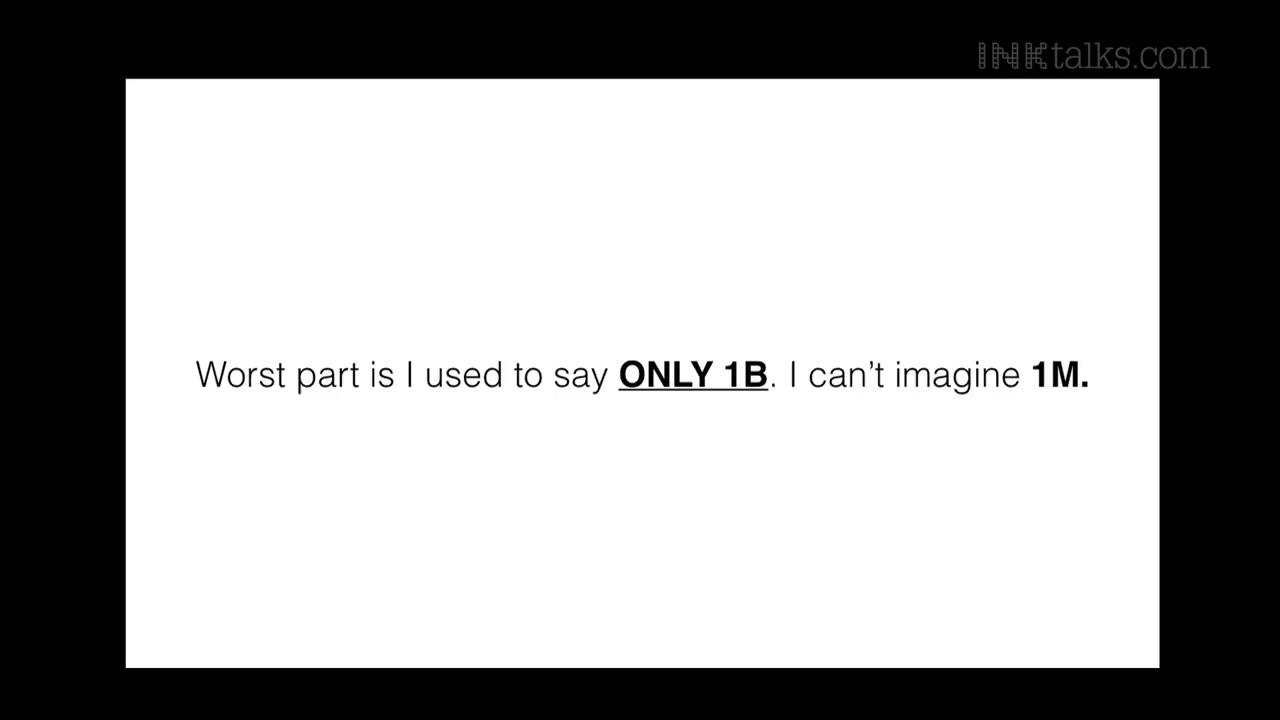 INKtalks.com
Worst part is I used to say ONLY 1B. I can’t imagine 1M.